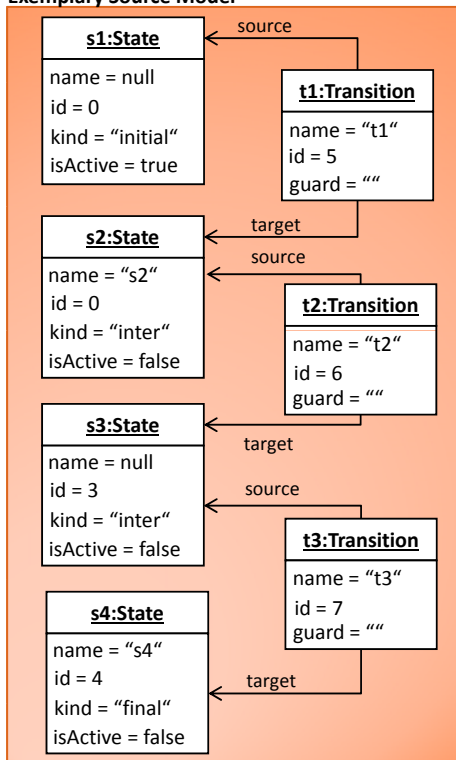 Exemplary Source Model
s1:State
name = null
id = 0
kind = “initial“
isActive = true
source
t1:Transition
name = “t1“
id = 5
guard = “”
target
s2:State
name = “s2“
id = 0
kind = “inter“
isActive = false
source
t2:Transition
name = “t2“
id = 6
guard = “”
target
s3:State
name = null
id = 3
kind = “inter“
isActive = false
source
t3:Transition
name = “t3“
id = 7
guard = “”
target
s4:State
name = “s4“
id = 4
kind = “final“
isActive = false